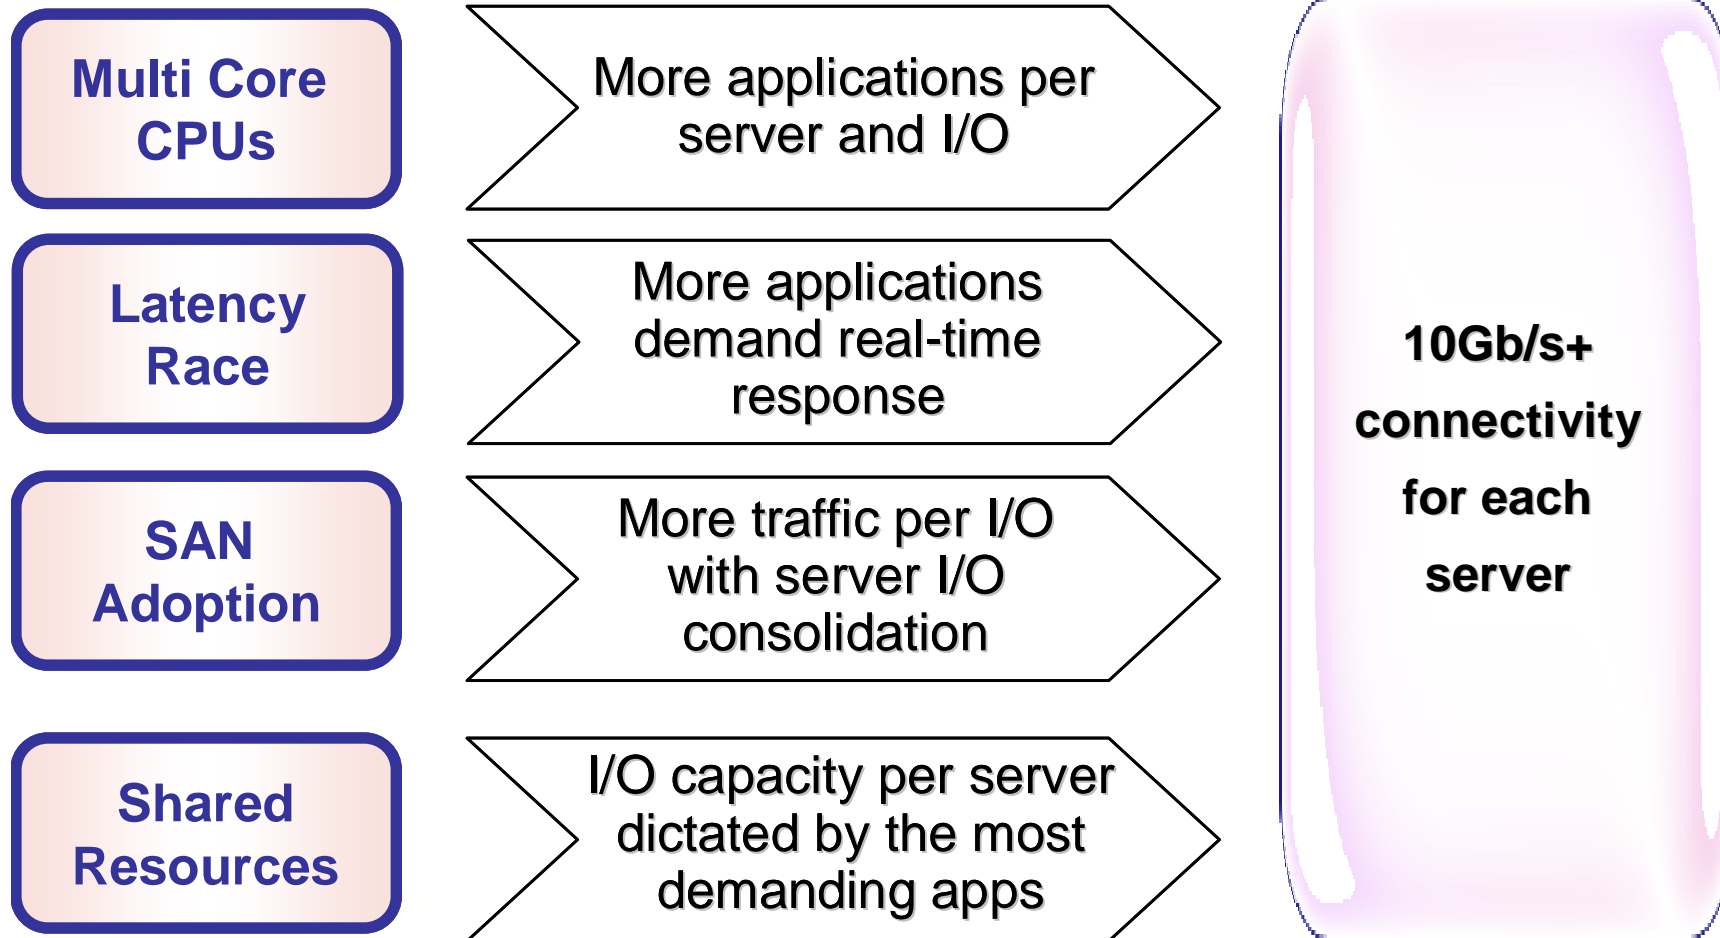 Multi Core
CPUs
More applications per
server and I/O
Latency
Race
More applications
demand real-time
response
SAN
Adoption
More traffic per I/O
with server I/O
consolidation
Shared
Resources
I/O capacity per server
dictated by the most
demanding apps
10Gb/s+
connectivity
for each
server